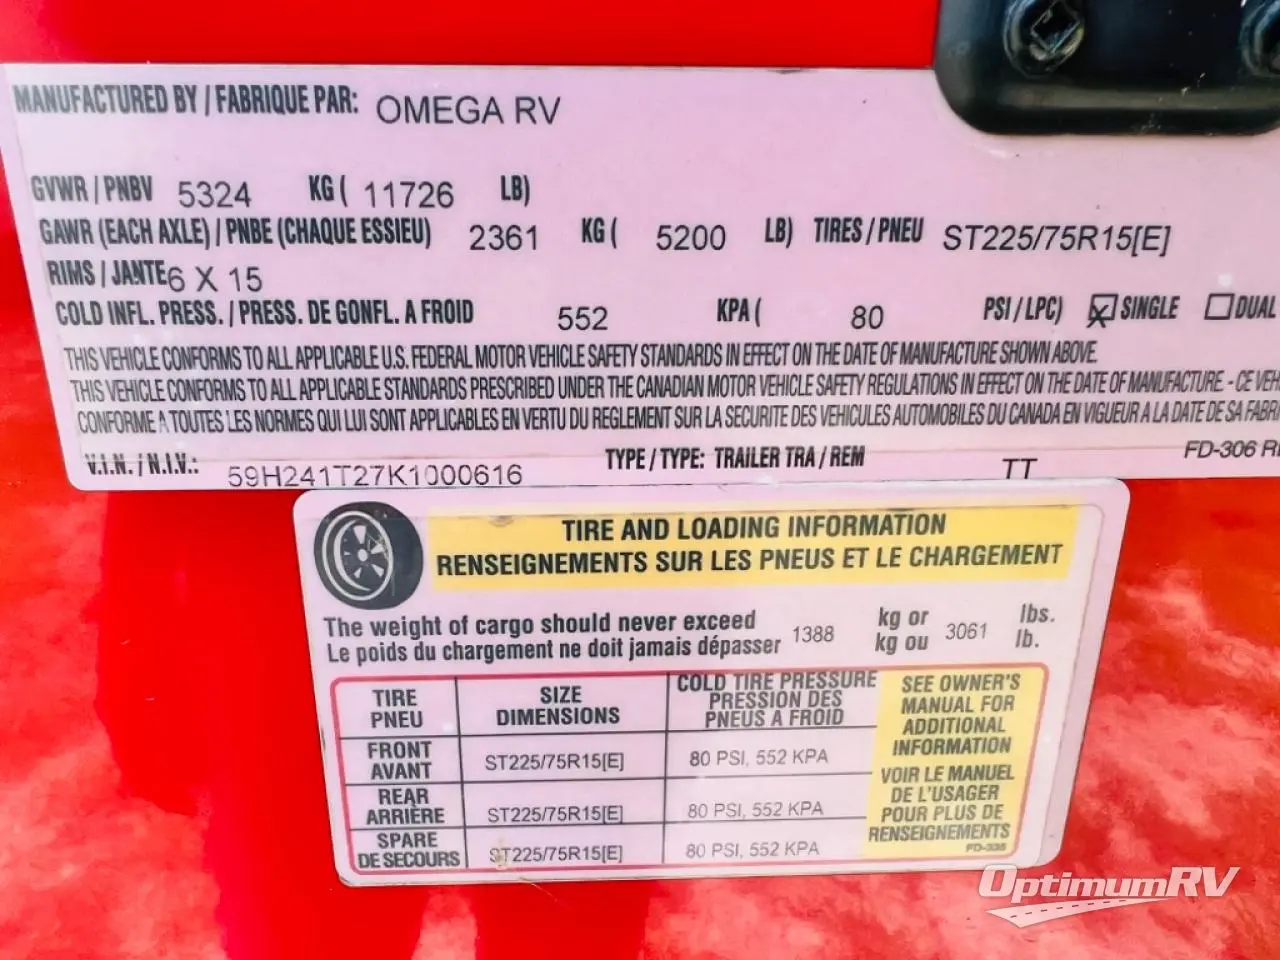 MANUFACTURED BY / FABRIQUE PAR: OMEGA RV
GVWR / PNBV 5324 KG ( 11726 LB)
GAWR (EACH AXLE) / PNBE (CHAQUE ESSIEU) 2361 KG ( 5200 LB) TIRES / PNEU ST225/75R15[E]
RIMS / JANTE 6 X 15
COLD INFL. PRESS. / PRESS. DE GONFL. A FROID 552 KPA ( 80 PSI / LPC) SINGLE DUAL
THIS VEHICLE CONFORMS TO ALL APPLICABLE U.S. FEDERAL MOTOR VEHICLE SAFETY STANDARDS IN EFFECT ON THE DATE OF MANUFACTURE SHOWN ABOVE.
THIS VEHICLE CONFORMS TO ALL APPLICABLE STANDARDS PRESCRIBED UNDER THE CANADIAN MOTOR VEHICLE SAFETY REGULATIONS IN EFFECT ON THE DATE OF MANUFACTURE. - CE
CONFORME A TOUTES LES NORMES QUI LUI SONT APPLICABLES EN VERTU DU REGLEMENT SUR LA SECURITE DES VEHICULES AUTOMOBILES DU CANADA EN VIGUEUR A LA DATE DE SA
V.I.N. / N.I.V.: 59H241T27K1000616 TYPE / TYPE: TRAILER TRA / REM TT FD-306
TIRE AND LOADING INFORMATION
RENSEIGNEMENTS SUR LES PNEUS ET LE CHARGEMENT
The weight of cargo should never exceed 1388 kg or 3061 lbs.
Le poids du chargement ne doit jamais dépasser kg ou lb.
TIRE
PNEU
SIZE
DIMENSIONS
COLD TIRE PRESSURE
PRESSION DES
PNEUS A FROID
FRONT
AVANT
ST225/75R15[E]
80 PSI, 552 KPA
REAR
ARRIÈRE
ST225/75R15[E]
80 PSI, 552 KPA
SPARE
DE SECOURS
ST225/75R15[E]
80 PSI, 552 KPA
SEE OWNER'S
MANUAL FOR
ADDITIONAL
INFORMATION
VOIR LE MANUEL
DE L'USAGER
POUR PLUS DE
RENSEIGNEMENTS
FD-335
OptimumRV